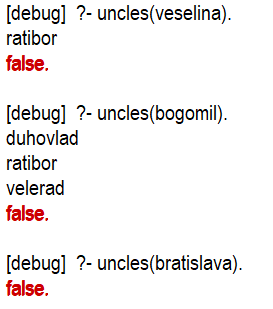 [debug]  ?- uncles(veselina).
ratibor
false.
[debug]  ?- uncles(bogomil).
duhovlad
ratibor
velerad
false.
[debug]  ?- uncles(bratislava).
false.